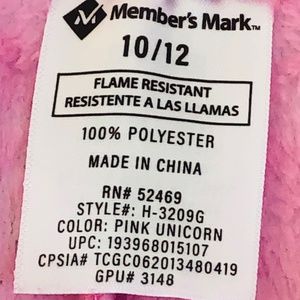 Member's Mark™
10/12
FLAME RESISTANT
RESISTENTE A LAS LLAMAS
100% POLYESTER
MADE IN CHINA
RN# 52469
STYLE#: H-3209G
COLOR: PINK UNICORN
UPC: 193968015107
CPSIA# TCGC062013480419
GPU# 3148